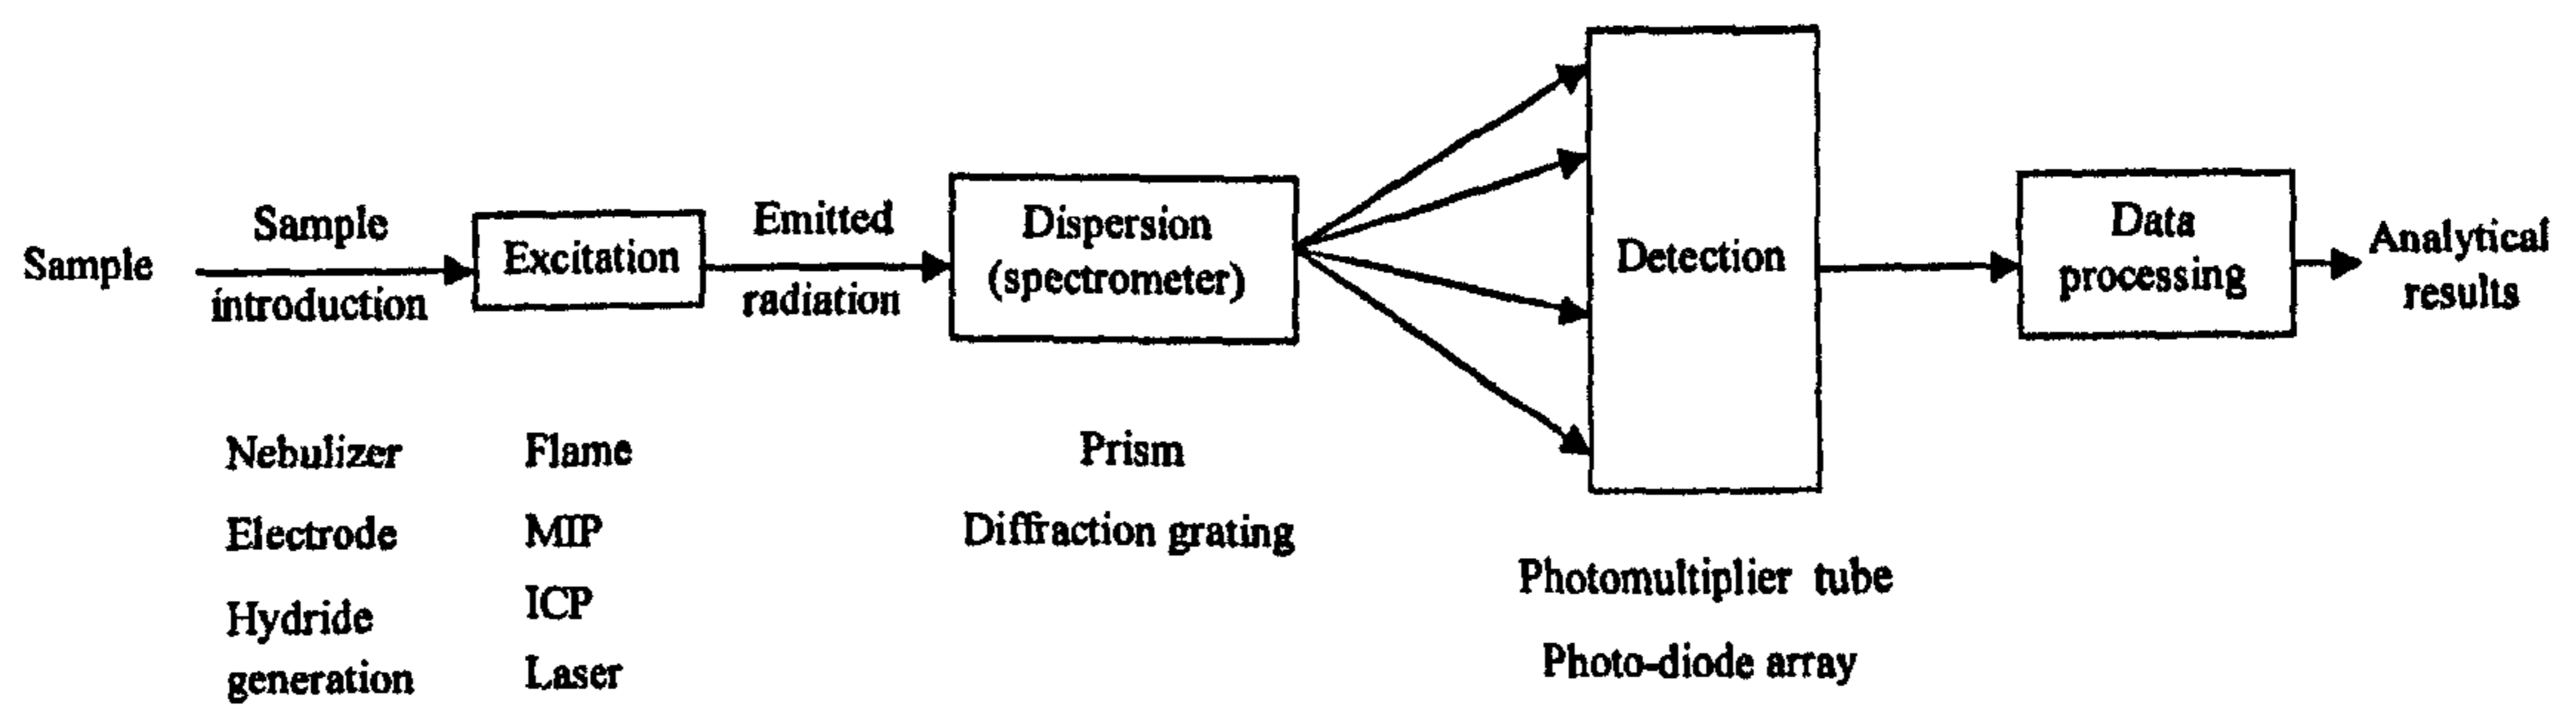 Sample
Sample
introduction
Excitation
Emitted
radiation
Dispersion
(spectrometer)
Detection
Data
processing
Analytical
results
Nebulizer
Electrode
Hydride
generation
Flame
MIP
ICP
Laser
Prism
Diffraction grating
Photomultiplier tube
Photo-diode array